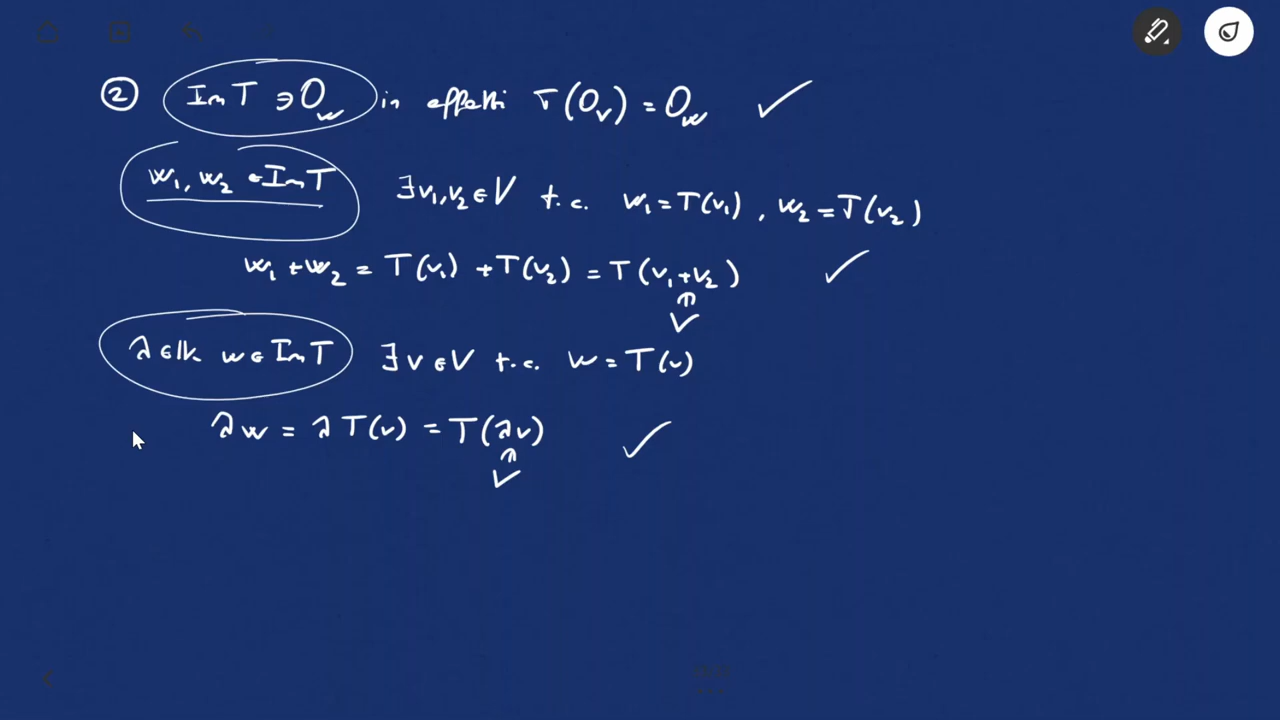 ② Im T ∋ 0_W in effetti T(0_V) = 0_W ✓
w₁, w₂ ∈ Im T ∃ v₁, v₂ ∈ V t.c. w₁ = T(v₁), w₂ = T(v₂)
w₁ + w₂ = T(v₁) + T(v₂) = T(v₁ + v₂) ✓
∩
V
λ ∈ 𝕜 w ∈ Im T ∃ v ∈ V t.c. w = T(v)
λw = λT(v) = T(λv) ✓
∩
V